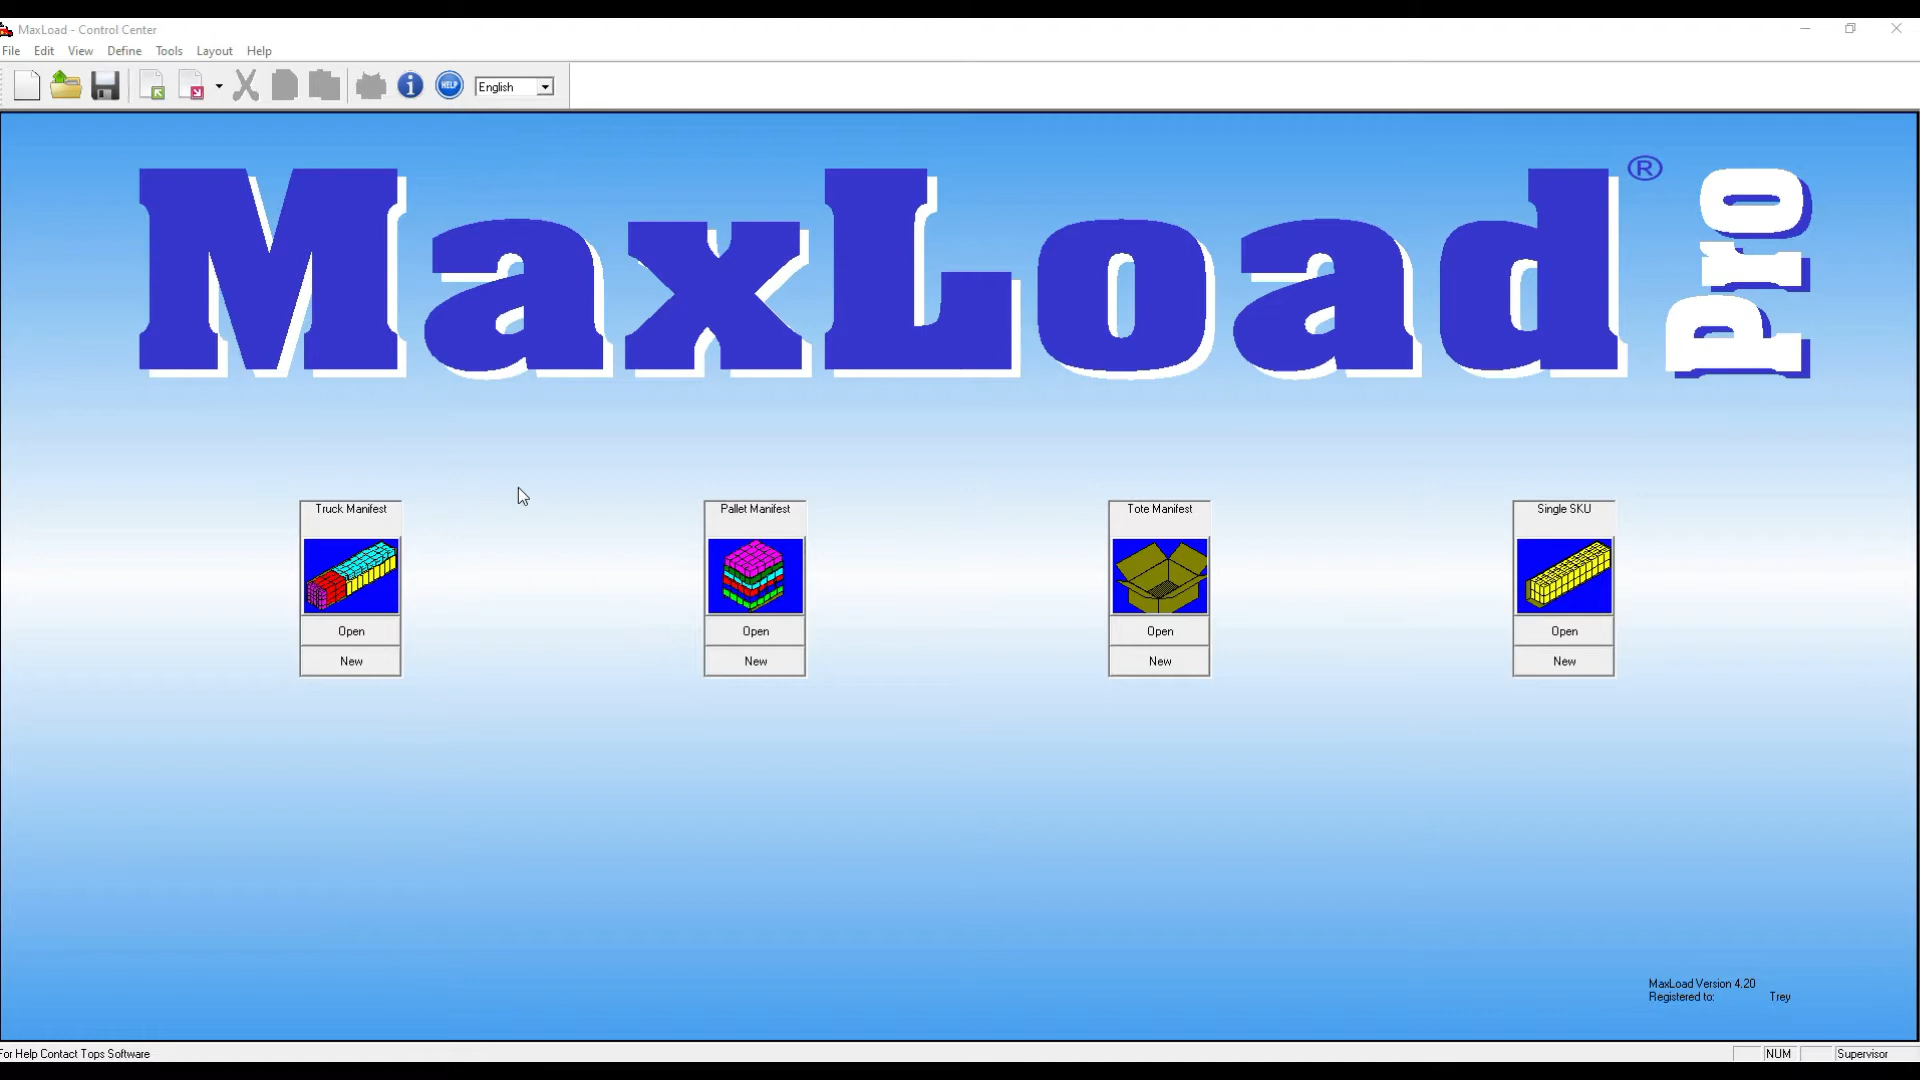 MaxLoad - Control Center
File Edit View Define Tools Layout Help
HELP English
MaxLoad® Pro
Truck Manifest Pallet Manifest Tote Manifest Single SKU
Open Open Open Open
New New New New
MaxLoad Version 4.20
Registered to: Trey
For Help Contact Tops Software NUM Supervisor